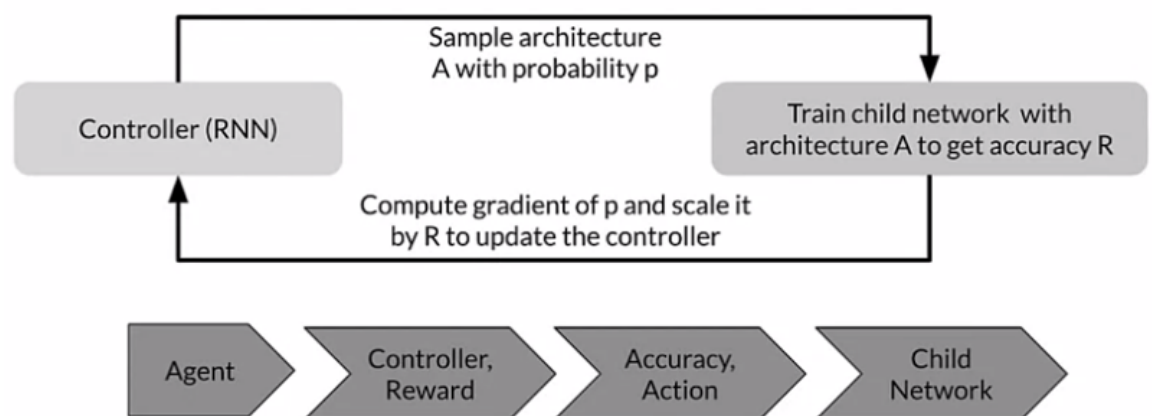 Sample architecture
A with probability p
Controller (RNN)
Train child network with
architecture A to get accuracy R
Compute gradient of p and scale it
by R to update the controller
Agent
Controller,
Reward
Accuracy,
Action
Child
Network